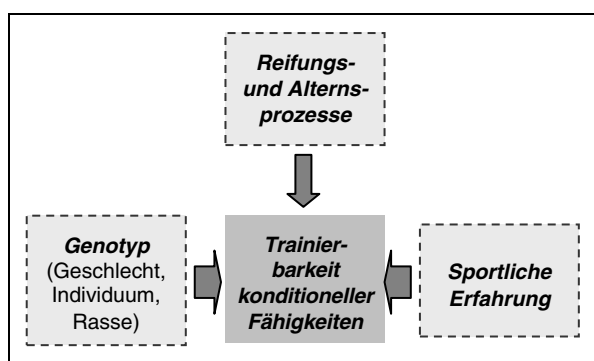 Reifungs-
und Alterns-
prozesse
Genotyp
(Geschlecht,
Individuum,
Rasse)
Trainier-
barkeit
konditioneller
Fähigkeiten
Sportliche
Erfahrung